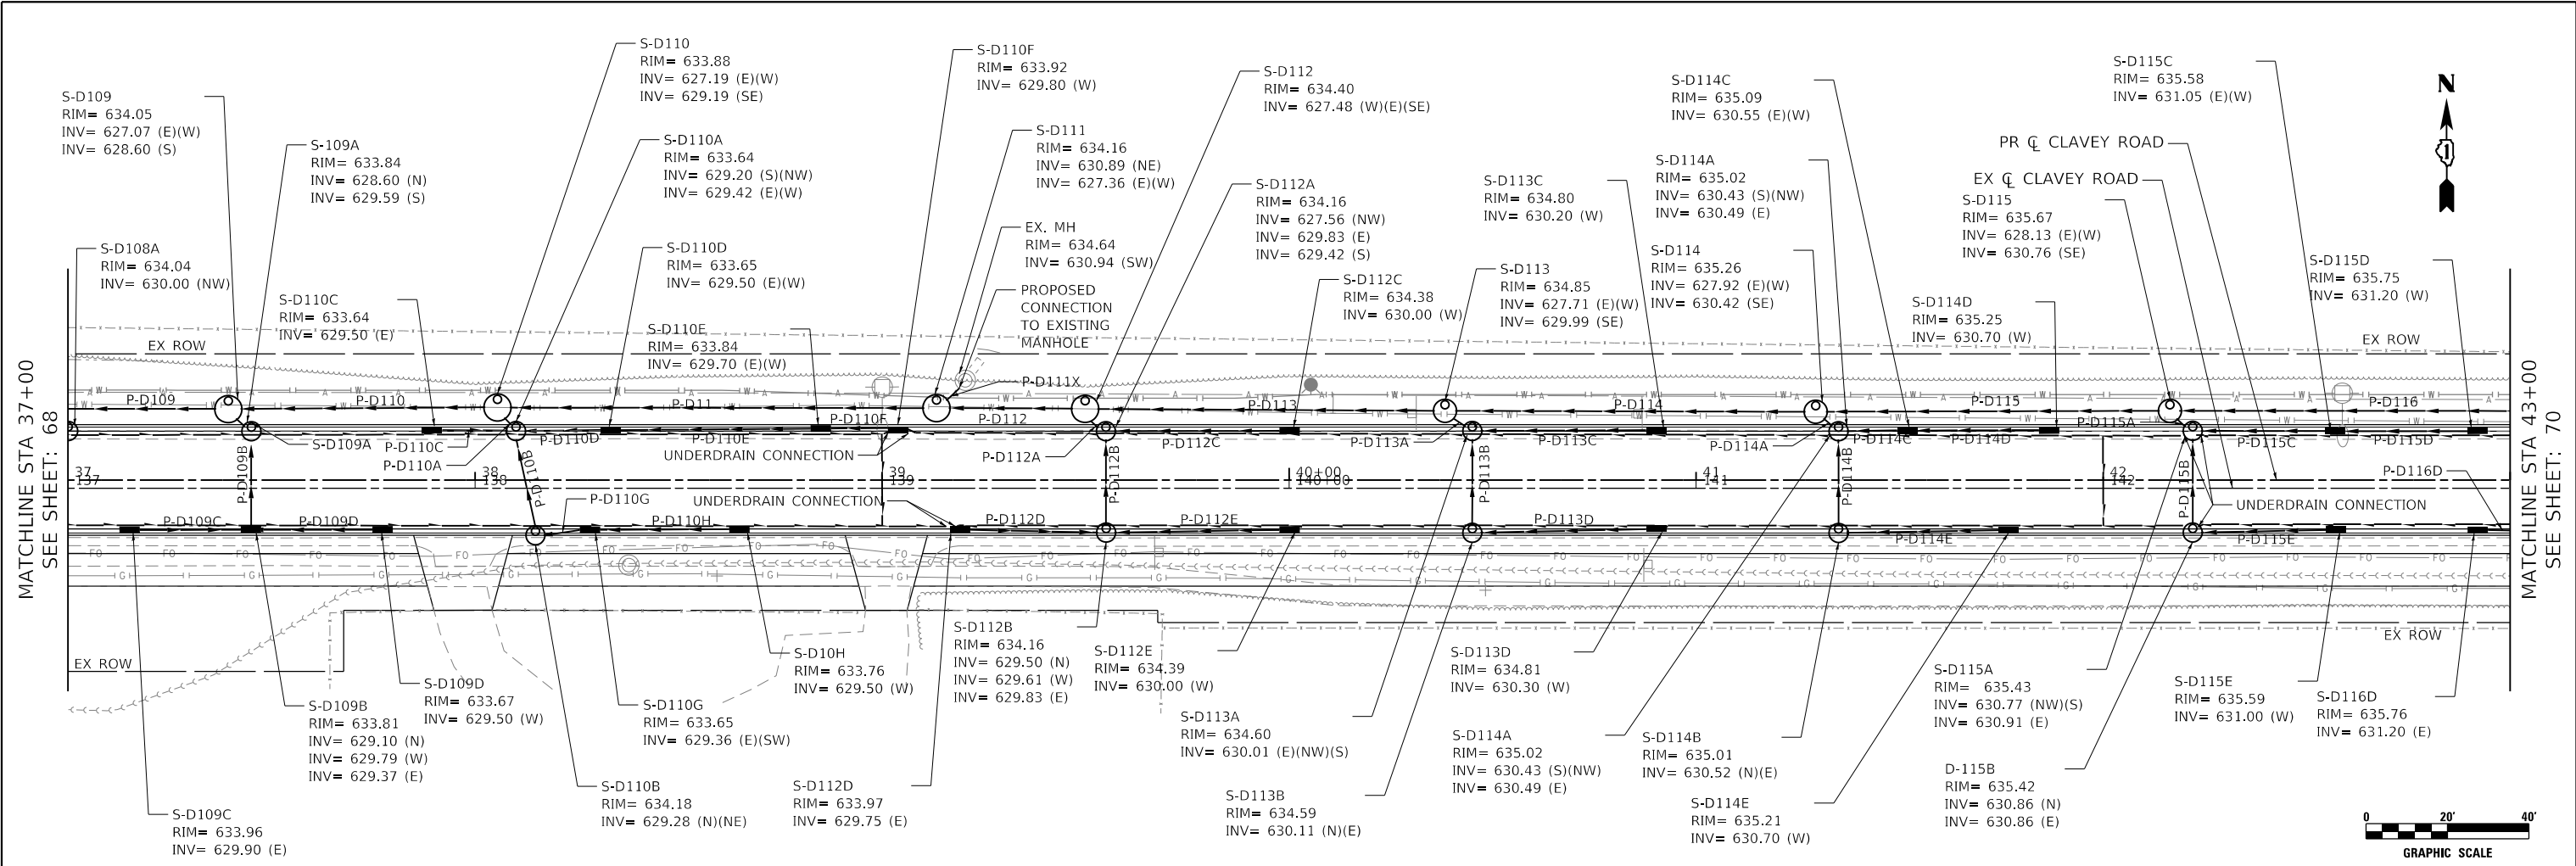 S-D109
RIM= 634.05
INV= 627.07 (E)(W)
INV= 628.60 (S)
S-109A
RIM= 633.84
INV= 628.60 (N)
INV= 629.59 (S)
S-D110
RIM= 633.88
INV= 627.19 (E)(W)
INV= 629.19 (SE)
S-D110A
RIM= 633.64
INV= 629.20 (S)(NW)
INV= 629.42 (E)(W)
S-D110F
RIM= 633.92
INV= 629.80 (W)
S-D111
RIM= 634.16
INV= 630.89 (NE)
INV= 627.36 (E)(W)
S-D112
RIM= 634.40
INV= 627.48 (W)(E)(SE)
S-D112A
RIM= 634.16
INV= 627.56 (NW)
INV= 629.83 (E)
INV= 629.42 (S)
S-D113C
RIM= 634.80
INV= 630.20 (W)
S-D114C
RIM= 635.09
INV= 630.55 (E)(W)
S-D114A
RIM= 635.02
INV= 630.43 (S)(NW)
INV= 630.49 (E)
S-D115C
RIM= 635.58
INV= 631.05 (E)(W)
PR ℄ CLAVEY ROAD
EX ℄ CLAVEY ROAD
S-D115
RIM= 635.67
INV= 628.13 (E)(W)
INV= 630.76 (SE)
N
1
S-D108A
RIM= 634.04
INV= 630.00 (NW)
S-D110C
RIM= 633.64
INV= 629.50 (E)
S-D110D
RIM= 633.65
INV= 629.50 (E)(W)
S-D110E
RIM= 633.84
INV= 629.70 (E)(W)
EX. MH
RIM= 634.64
INV= 630.94 (SW)
PROPOSED
CONNECTION
TO EXISTING
MANHOLE
S-D112C
RIM= 634.38
INV= 630.00 (W)
S-D113
RIM= 634.85
INV= 627.71 (E)(W)
INV= 629.99 (SE)
S-D114
RIM= 635.26
INV= 627.92 (E)(W)
INV= 630.42 (SE)
S-D114D
RIM= 635.25
INV= 630.70 (W)
S-D115D
RIM= 635.75
INV= 631.20 (W)
EX ROW
EX ROW
MATCHLINE STA 37+00
SEE SHEET: 68
MATCHLINE STA 43+00
SEE SHEET: 70
P-D109
P-D110
P-D11
P-D111X
P-D112
P-D113
P-D114
P-D115
P-D116
S-D109A
P-D110C
P-D110A
P-D110D
P-D110E
P-D110F
UNDERDRAIN CONNECTION
P-D112A
P-D112C
P-D113A
P-D113C
P-D114A
P-D114C
P-D114D
P-D115A
P-D115C
P-D115D
P-D109B
P-D110B
P-D112B
P-D113B
P-D114B
P-D115B
37
137
38
138
39
139
40+00
140+00
41
141
42
142
P-D116D
P-D110G
UNDERDRAIN CONNECTION
UNDERDRAIN CONNECTION
P-D109C
P-D109D
P-D110H
P-D112D
P-D112E
P-D113D
P-D114E
P-D115E
FO FO FO FO FO FO FO FO FO FO FO FO FO FO FO
G G G G G G G G G G G G G G G
EX ROW
EX ROW
S-D109C
RIM= 633.96
INV= 629.90 (E)
S-D109B
RIM= 633.81
INV= 629.10 (N)
INV= 629.79 (W)
INV= 629.37 (E)
S-D109D
RIM= 633.67
INV= 629.50 (W)
S-D110B
RIM= 634.18
INV= 629.28 (N)(NE)
S-D110G
RIM= 633.65
INV= 629.36 (E)(SW)
S-D10H
RIM= 633.76
INV= 629.50 (W)
S-D112D
RIM= 633.97
INV= 629.75 (E)
S-D112B
RIM= 634.16
INV= 629.50 (N)
INV= 629.61 (W)
INV= 629.83 (E)
S-D112E
RIM= 634.39
INV= 630.00 (W)
S-D113A
RIM= 634.60
INV= 630.01 (E)(NW)(S)
S-D113B
RIM= 634.59
INV= 630.11 (N)(E)
S-D113D
RIM= 634.81
INV= 630.30 (W)
S-D114A
RIM= 635.02
INV= 630.43 (S)(NW)
INV= 630.49 (E)
S-D114B
RIM= 635.01
INV= 630.52 (N)(E)
S-D114E
RIM= 635.21
INV= 630.70 (W)
S-D115A
RIM= 635.43
INV= 630.77 (NW)(S)
INV= 630.91 (E)
D-115B
RIM= 635.42
INV= 630.86 (N)
INV= 630.86 (E)
S-D115E
RIM= 635.59
INV= 631.00 (W)
S-D116D
RIM= 635.76
INV= 631.20 (E)
0 20' 40'
GRAPHIC SCALE